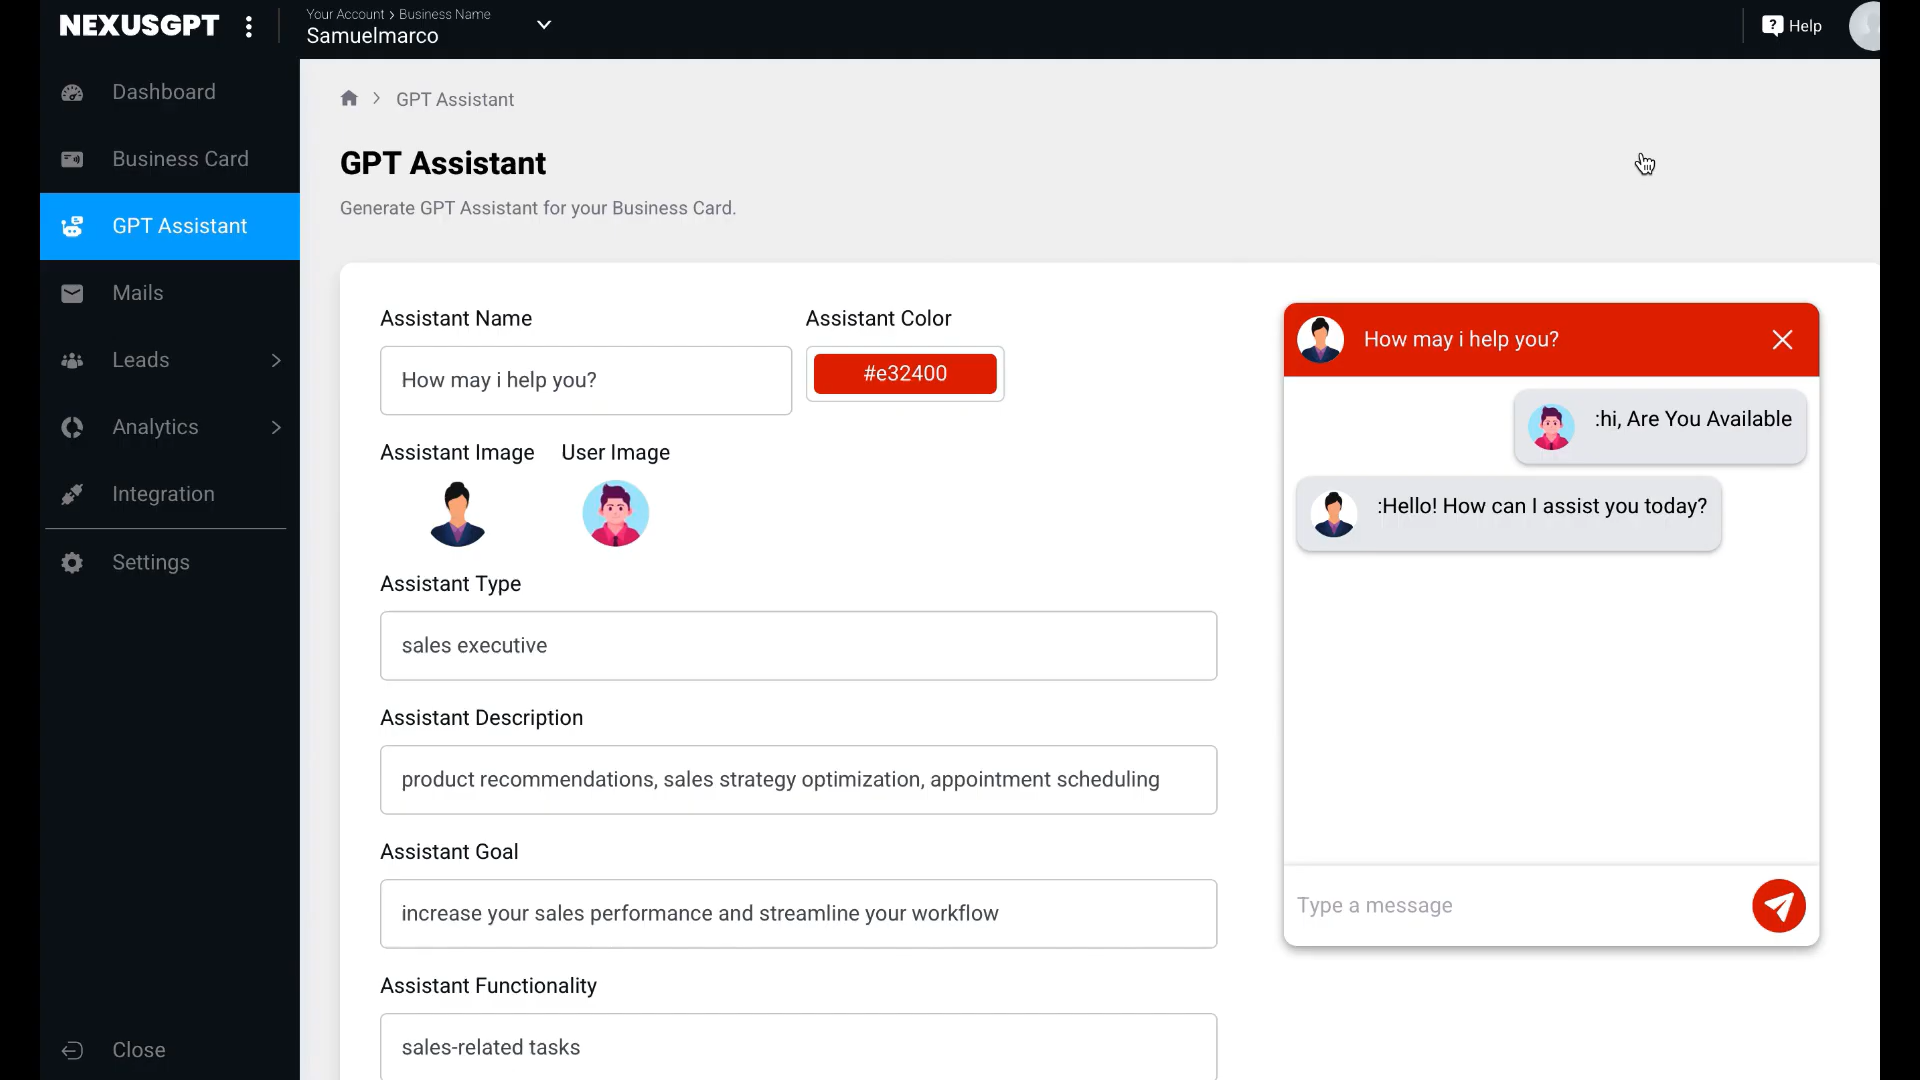 NEXUSGPT
Your Account > Business Name
Samuelmarco
Help
Dashboard
Business Card
GPT Assistant
Mails
Leads
Analytics
Integration
Settings
Close
GPT Assistant
GPT Assistant
Generate GPT Assistant for your Business Card.
Assistant Name
How may i help you?
Assistant Color
#e32400
Assistant Image
User Image
Assistant Type
sales executive
Assistant Description
product recommendations, sales strategy optimization, appointment scheduling
Assistant Goal
increase your sales performance and streamline your workflow
Assistant Functionality
sales-related tasks
How may i help you?
:hi, Are You Available
:Hello! How can I assist you today?
Type a message